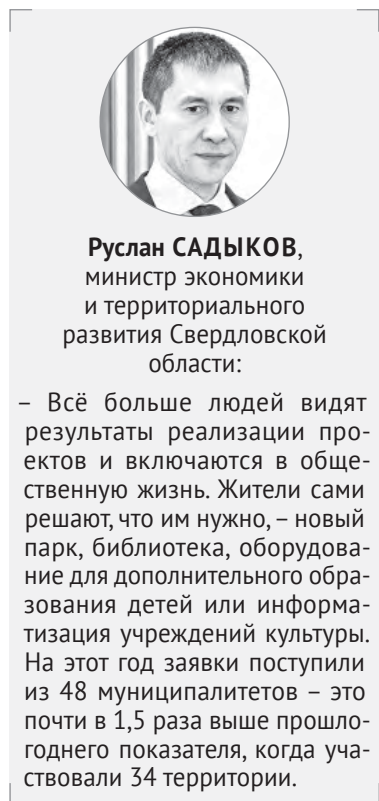 Руслан САДЫКОВ,
министр экономики
и территориального
развития Свердловской
области:
– Всё больше людей видят
результаты реализации про-
ектов и включаются в обще-
ственную жизнь. Жители сами
решают, что им нужно, – новый
парк, библиотека, оборудова-
ние для дополнительного обра-
зования детей или информа-
тизация учреждений культуры.
На этот год заявки поступили
из 48 муниципалитетов – это
почти в 1,5 раза выше прошло-
годнего показателя, когда уча-
ствовали 34 территории.